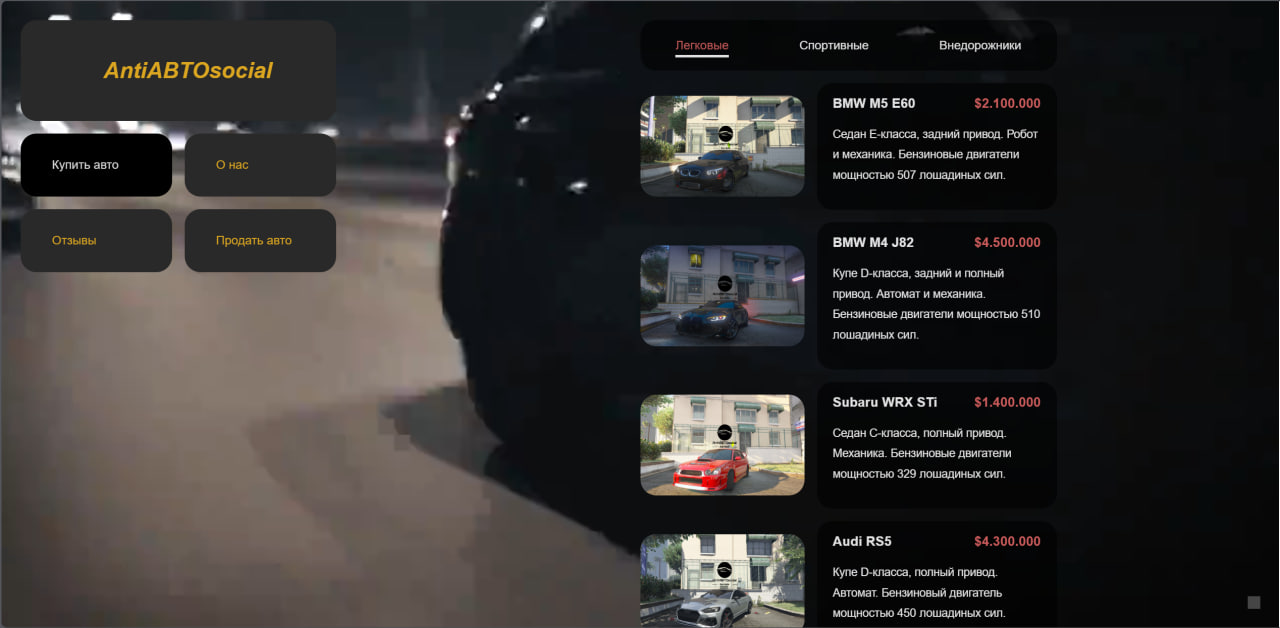 AntiABTOsocial
Купить авто
О нас
Отзывы
Продать авто
Легковые
Спортивные
Внедорожники
BMW M5 E60
$2.100.000
Седан E-класса, задний привод. Робот
и механика. Бензиновые двигатели
мощностью 507 лошадиных сил.
BMW M4 J82
$4.500.000
Купе D-класса, задний и полный
привод. Автомат и механика.
Бензиновые двигатели мощностью 510
лошадиных сил.
Subaru WRX STi
$1.400.000
Седан С-класса, полный привод.
Механика. Бензиновые двигатели
мощностью 329 лошадиных сил.
Audi RS5
$4.300.000
Купе D-класса, полный привод.
Автомат. Бензиновый двигатель
мощностью 450 лошадиных сил.